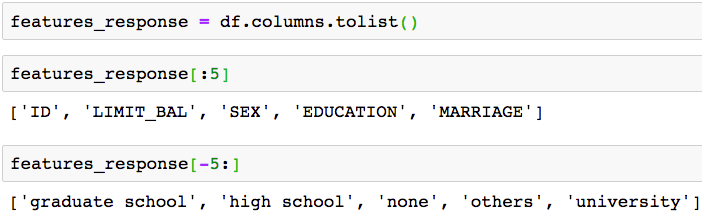 features_response = df.columns.tolist()
features_response[:5]
['ID', 'LIMIT_BAL', 'SEX', 'EDUCATION', 'MARRIAGE']
features_response[-5:]
['graduate school', 'high school', 'none', 'others', 'university']